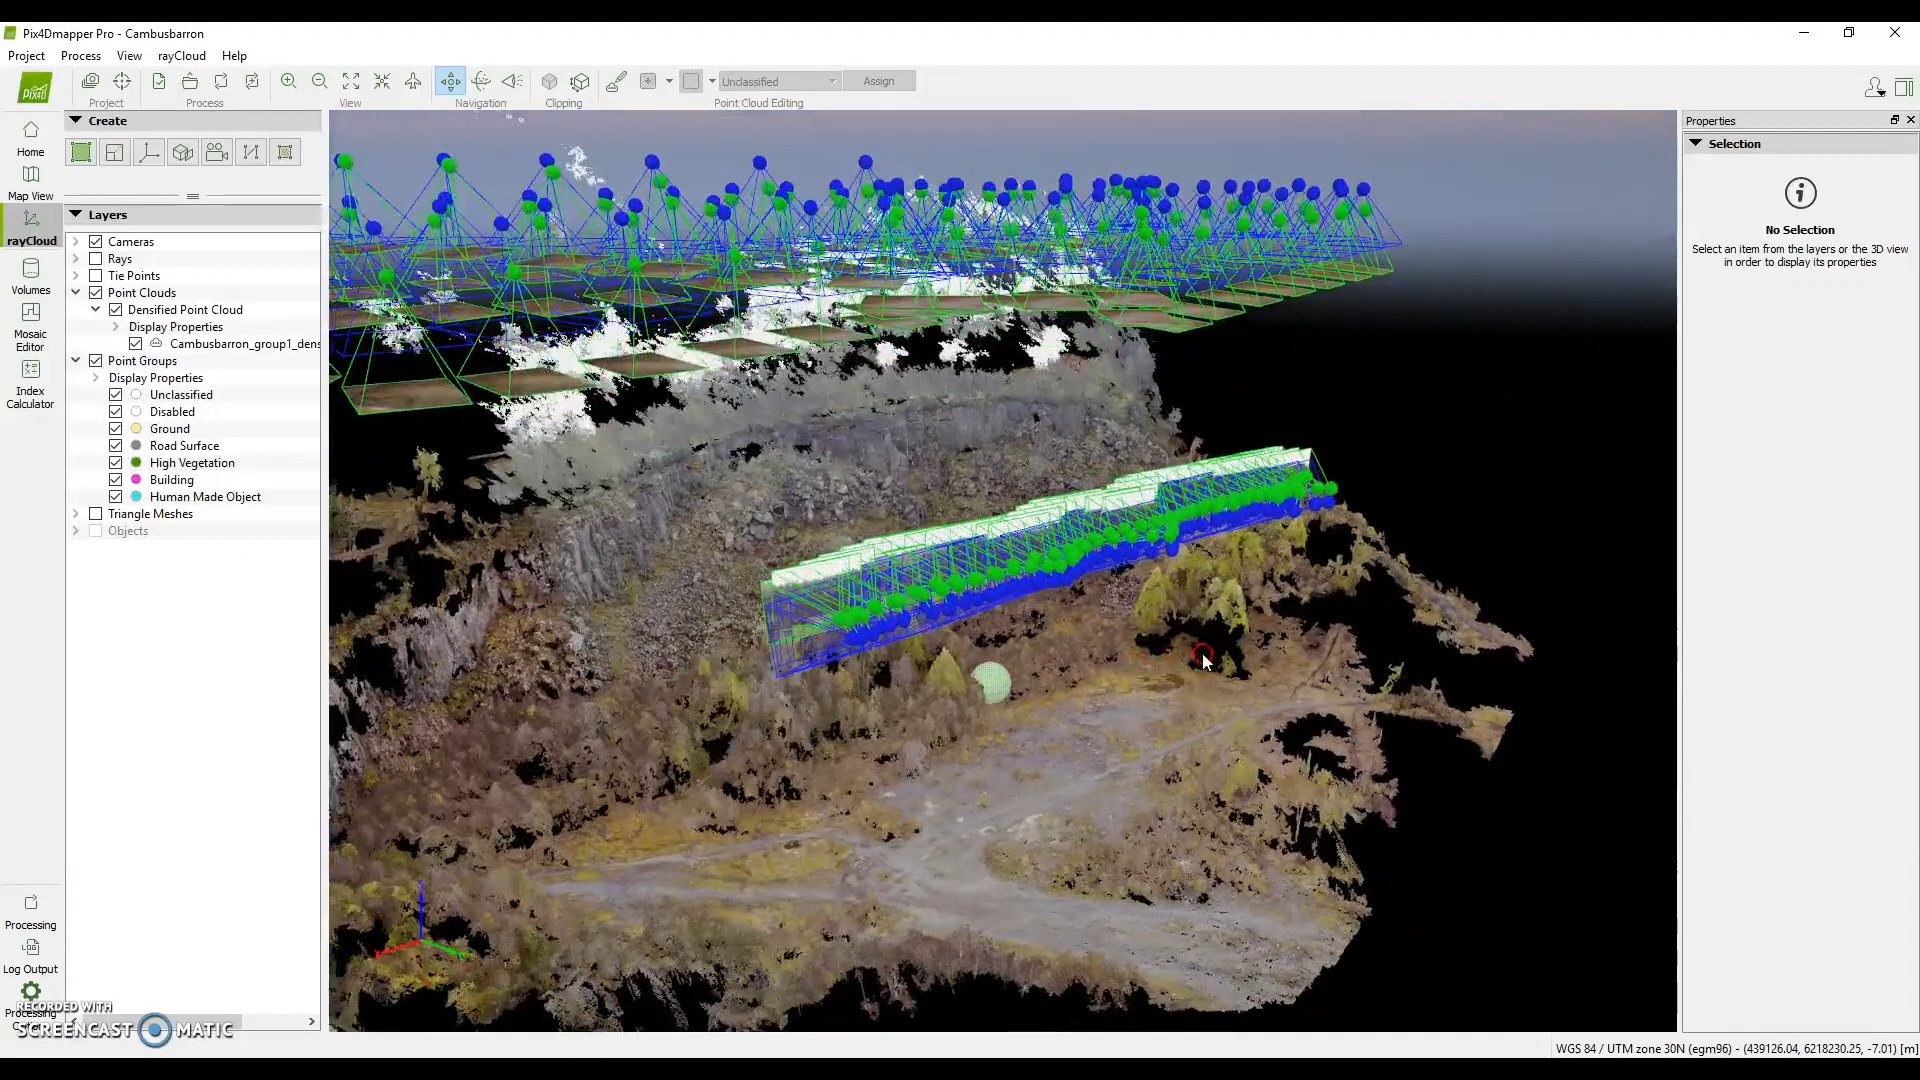 Pix4Dmapper Pro - Cambusbarron
Project Process View rayCloud Help
Unclassified Assign
Project Process View Navigation Clipping Point Cloud Editing
PIX4D
Home
Map View
rayCloud
Volumes
Mosaic
Editor
Index
Calculator
Processing
Log Output
Processing
Create
Layers
Cameras
Rays
Tie Points
Point Clouds
Densified Point Cloud
Display Properties
Cambusbarron_group1_dens
Point Groups
Display Properties
Unclassified
Disabled
Ground
Road Surface
High Vegetation
Building
Human Made Object
Triangle Meshes
Objects
Properties
Selection
No Selection
Select an item from the layers or the 3D view
in order to display its properties
RECORDED WITH
SCREENCAST MATIC
WGS 84 / UTM zone 30N (egm96) - (439126.04, 6218230.25, -7.01) [m]